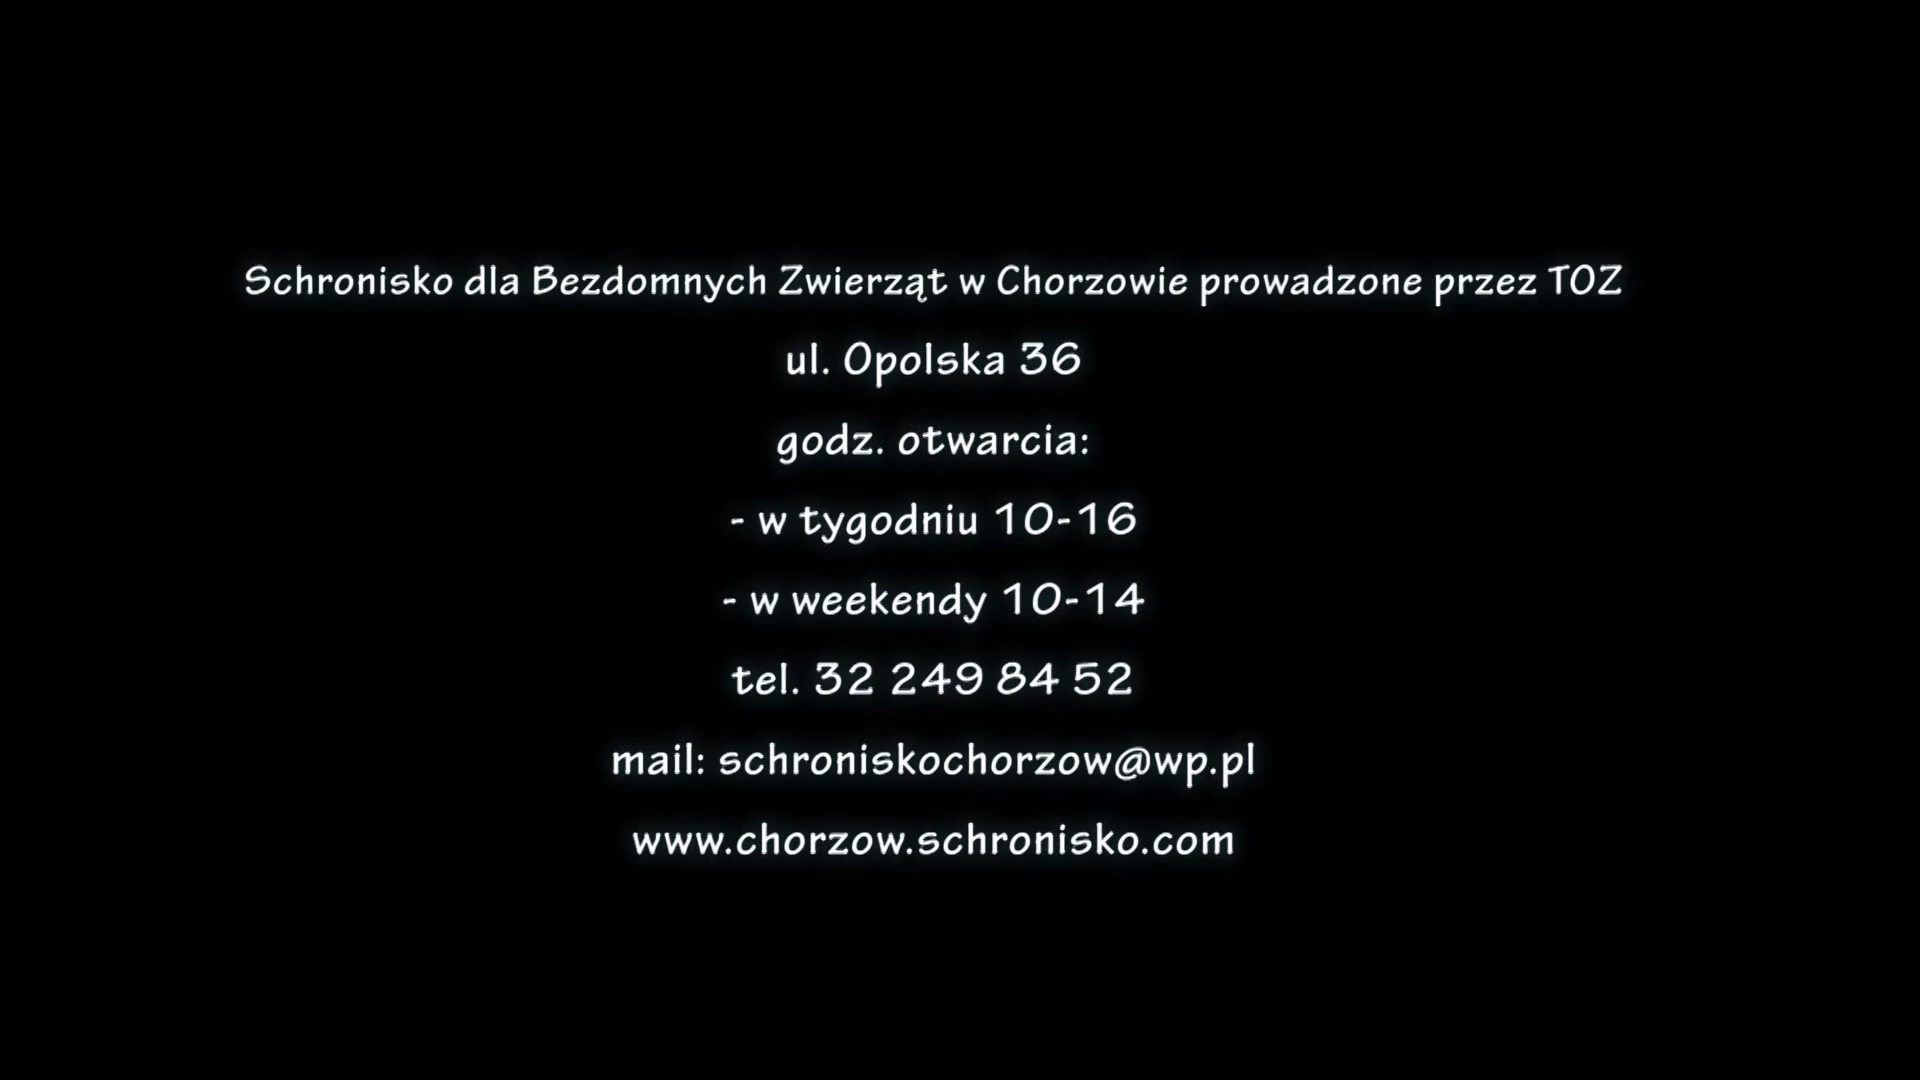 Schronisko dla Bezdomnych Zwierząt w Chorzowie prowadzone przez TOZ
ul. Opolska 36
godz. otwarcia:
- w tygodniu 10-16
- w weekendy 10-14
tel. 32 249 84 52
mail: schroniskochorzow@wp.pl
www.chorzow.schronisko.com